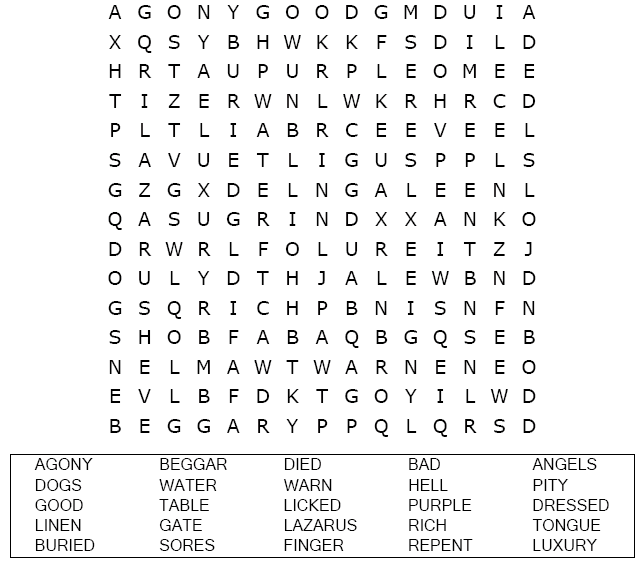 A G O N Y G O O D G M D U I A
X Q S Y B H W K K F S D I L D
H R T A U P U R P L E O M E E
T I Z E R W N L W K R H R C D
P L T L I A B R C E E V E E L
S A V U E T L I G U S P P L S
G Z G X D E L N G A L E E N L
Q A S U G R I N D X X A N K O
D R W R L F O L U R E I T Z J
O U L Y D T H J A L E W B N D
G S Q R I C H P B N I S N F N
S H O B F A B A Q B G Q S E B
N E L M A W T W A R N E N E O
E V L B F D K T G O Y I L W D
B E G G A R Y P P Q L Q R S D
AGONY BEGGAR DIED BAD ANGELS
DOGS WATER WARN HELL PITY
GOOD TABLE LICKED PURPLE DRESSED
LINEN GATE LAZARUS RICH TONGUE
BURIED SORES FINGER REPENT LUXURY